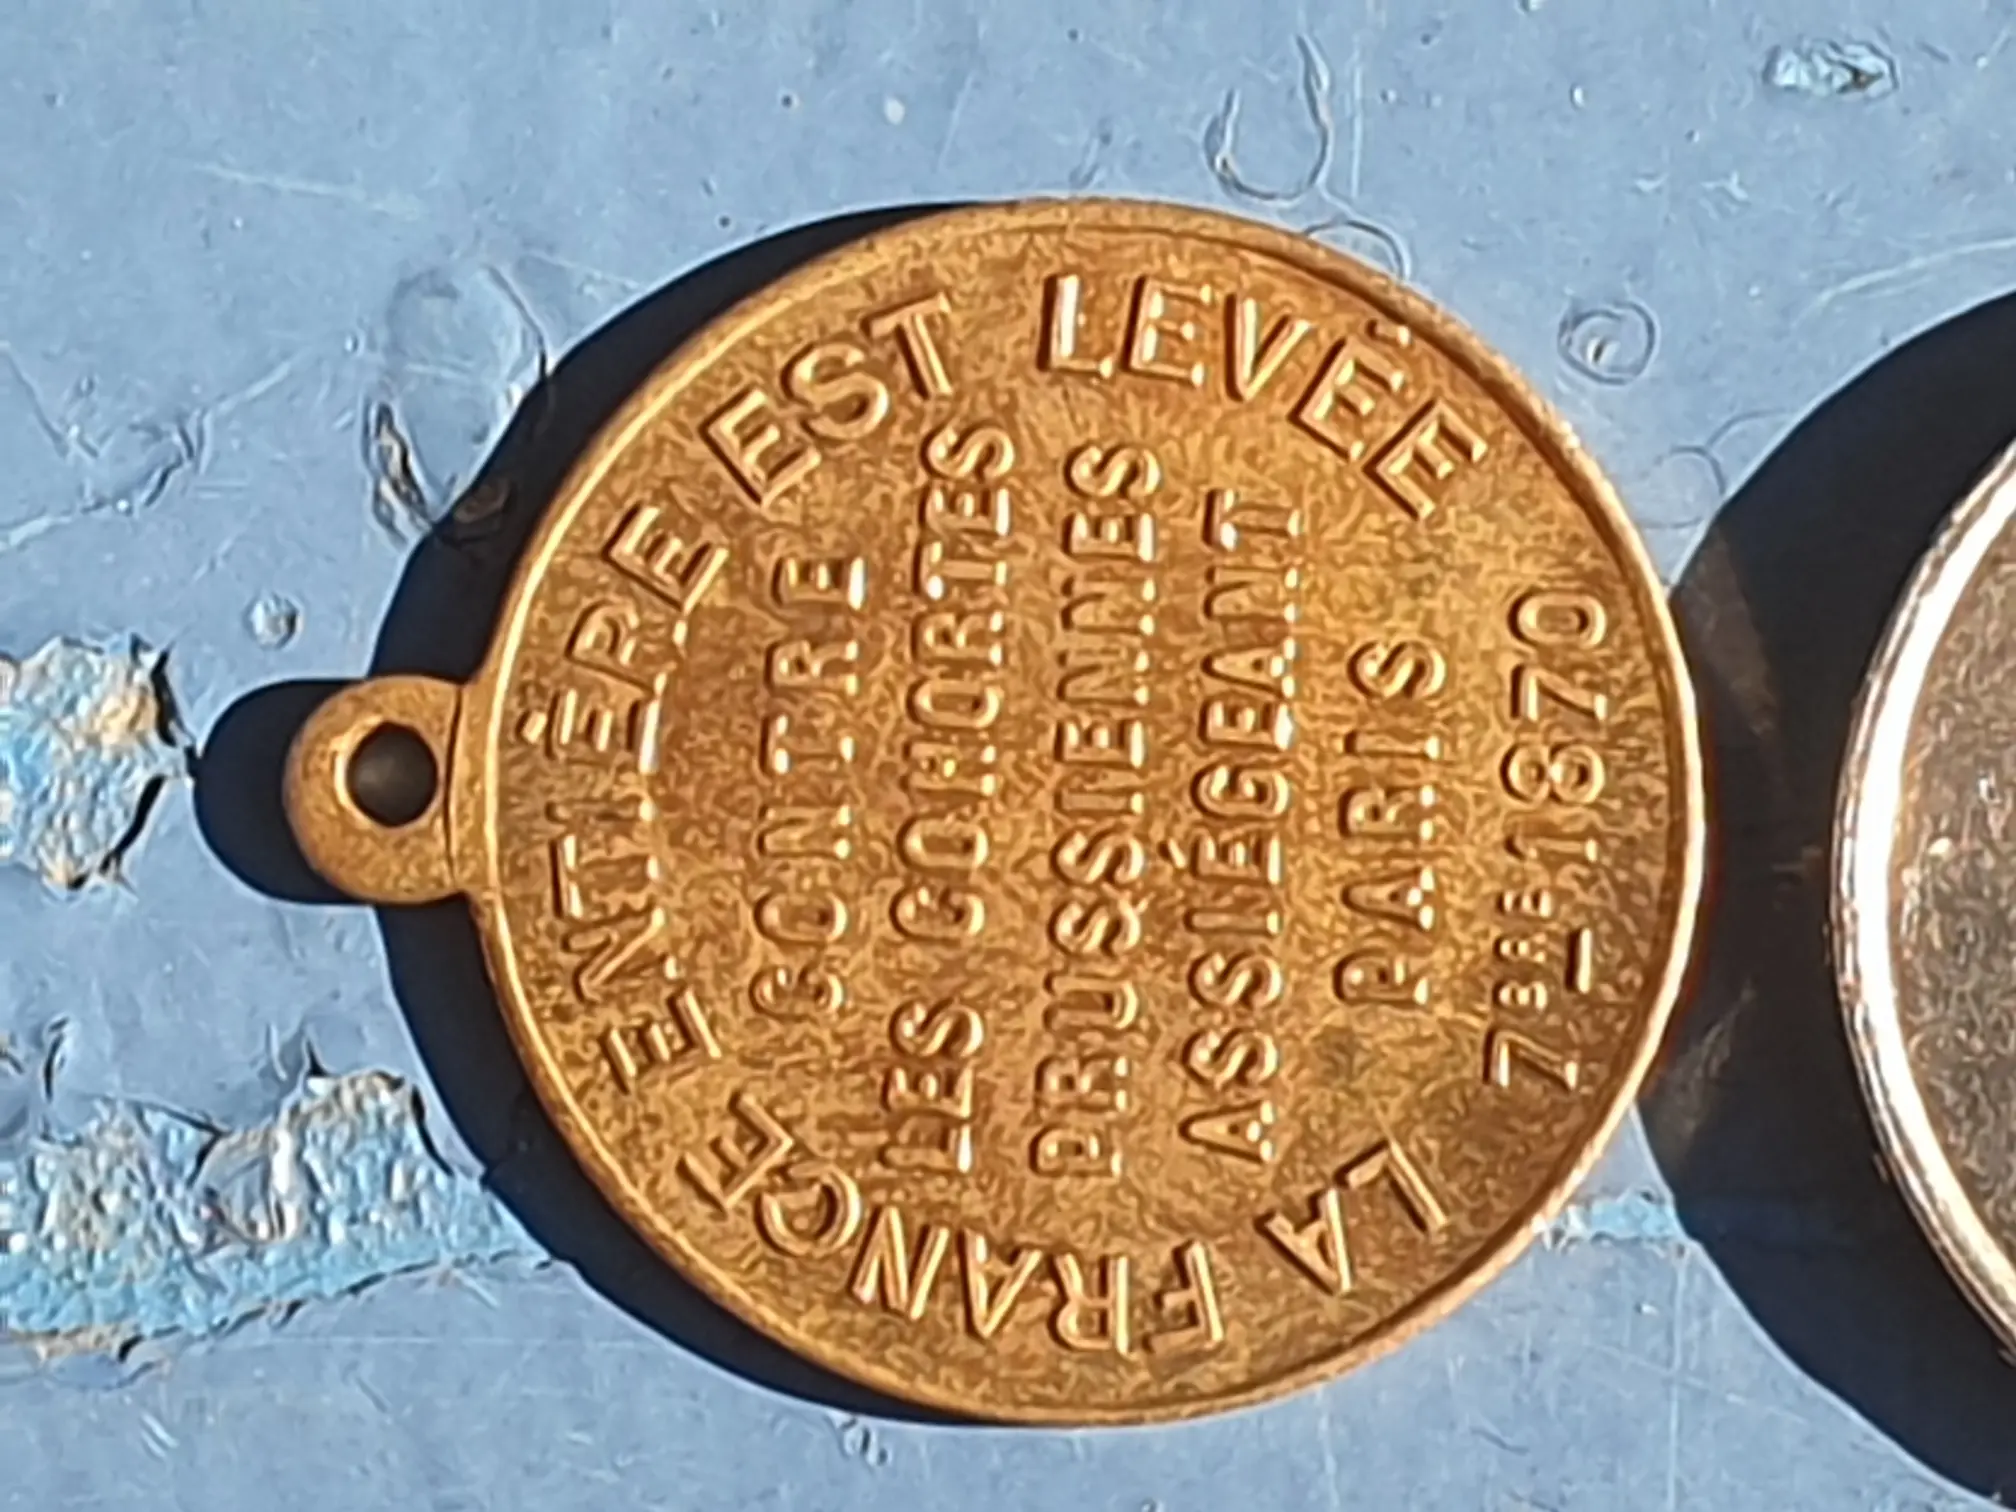 LA FRANCE ENTIÈRE EST LEVÉE
CONTRE
LES COHORTES
PRUSSIENNES
ASSIÉGEANT
PARIS
7BRE 1870